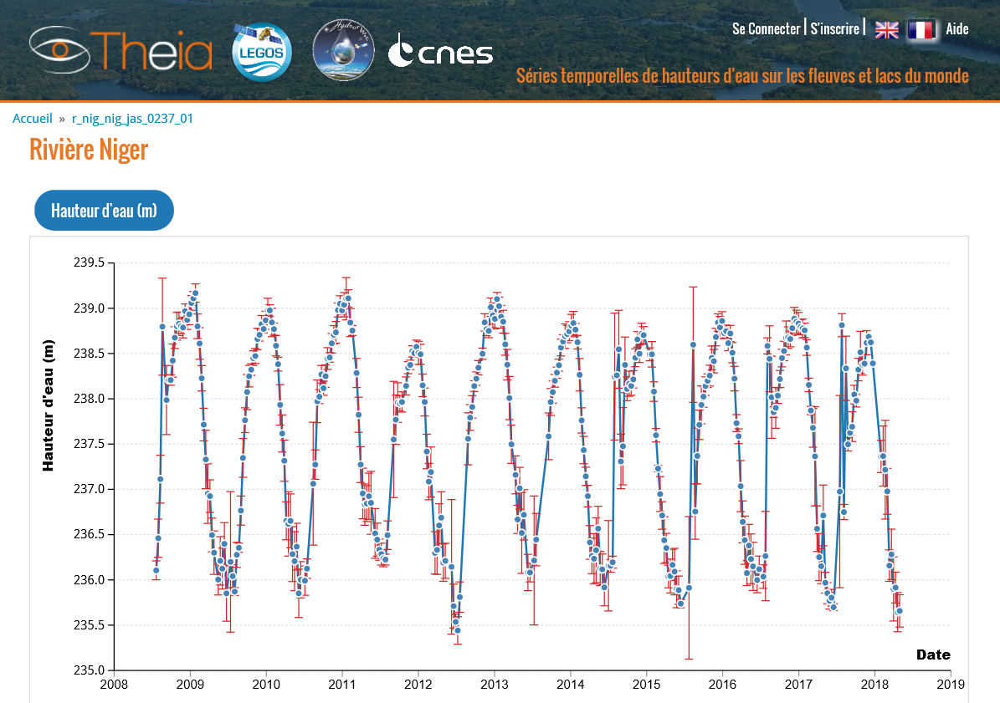 Theia
LEGOS
Hydro Web
cnes
Se Connecter | S'inscrire | Aide
Séries temporelles de hauteurs d'eau sur les fleuves et lacs du monde
Accueil » r_nig_nig_jas_0237_01
Rivière Niger
Hauteur d'eau (m)
Hauteur d'eau (m)
239.5
239.0
238.5
238.0
237.5
237.0
236.5
236.0
235.5
235.0
Date
2008 2009 2010 2011 2012 2013 2014 2015 2016 2017 2018 2019